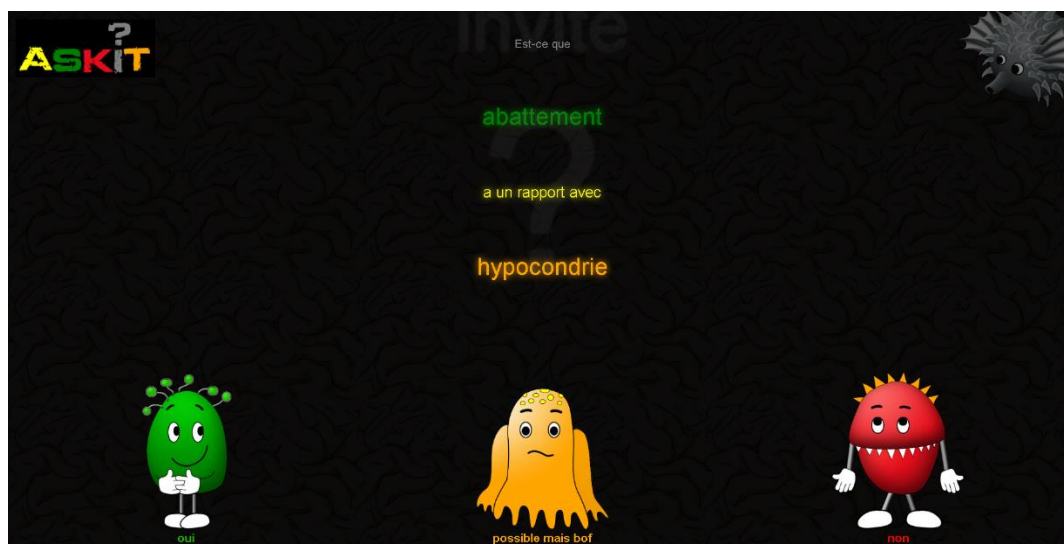 invite
Est-ce que
ASKIT
?
abattement
?
a un rapport avec
hypocondrie
oui
possible mais bof
non